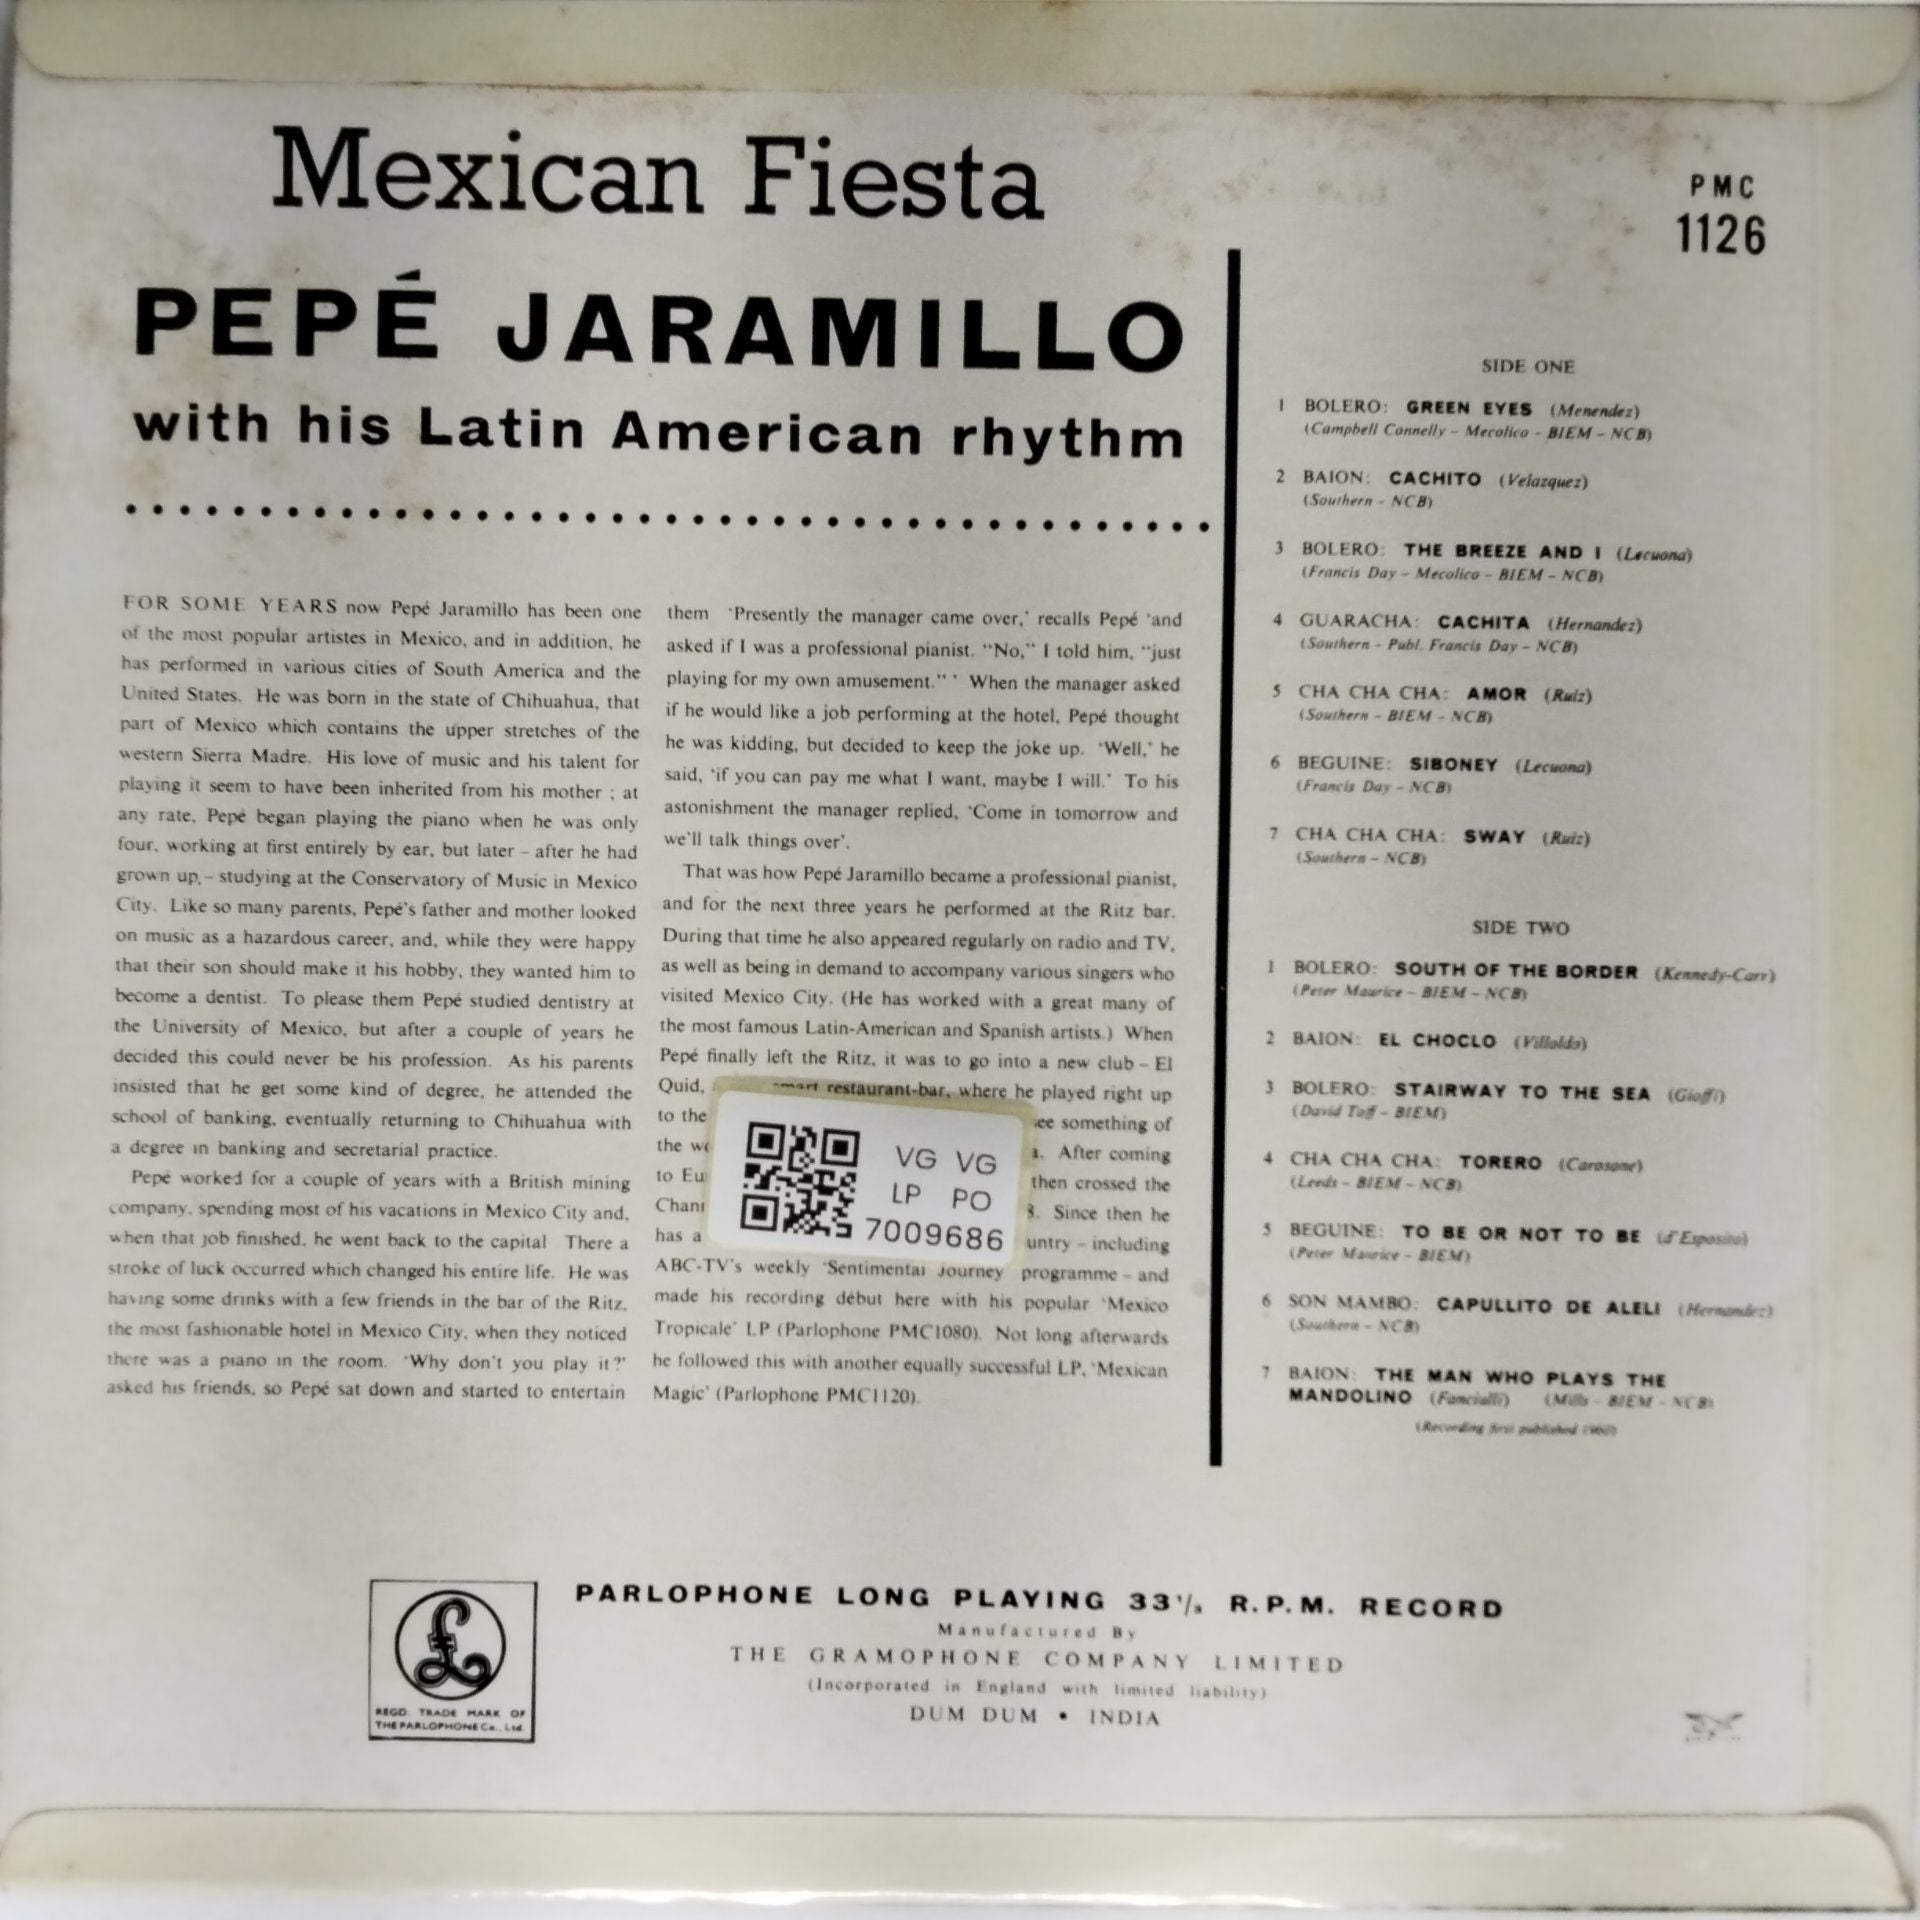 Mexican Fiesta
PEPÉ JARAMILLO
with his Latin American rhythm
PMC
1126
FOR SOME YEARS now Pepé Jaramillo has been one
of the most popular artistes in Mexico, and in addition, he
has performed in various cities of South America and the
United States. He was born in the state of Chihuahua, that
part of Mexico which contains the upper stretches of the
western Sierra Madre. His love of music and his talent for
playing it seem to have been inherited from his mother ; at
any rate, Pepé began playing the piano when he was only
four, working at first entirely by ear, but later – after he had
grown up, – studying at the Conservatory of Music in Mexico
City. Like so many parents, Pepé's father and mother looked
on music as a hazardous career, and, while they were happy
that their son should make it his hobby, they wanted him to
become a dentist. To please them Pepé studied dentistry at
the University of Mexico, but after a couple of years he
decided this could never be his profession. As his parents
insisted that he get some kind of degree, he attended the
school of banking, eventually returning to Chihuahua with
a degree in banking and secretarial practice.
Pepé worked for a couple of years with a British mining
company, spending most of his vacations in Mexico City and,
when that job finished, he went back to the capital There a
stroke of luck occurred which changed his entire life. He was
having some drinks with a few friends in the bar of the Ritz,
the most fashionable hotel in Mexico City, when they noticed
there was a piano in the room. 'Why don't you play it?'
asked his friends, so Pepé sat down and started to entertain
them 'Presently the manager came over,' recalls Pepé 'and
asked if I was a professional pianist. "No," I told him, "just
playing for my own amusement." ' When the manager asked
if he would like a job performing at the hotel, Pepé thought
he was kidding, but decided to keep the joke up. 'Well,' he
said, 'if you can pay me what I want, maybe I will.' To his
astonishment the manager replied, 'Come in tomorrow and
we'll talk things over'.
That was how Pepé Jaramillo became a professional pianist,
and for the next three years he performed at the Ritz bar.
During that time he also appeared regularly on radio and TV,
as well as being in demand to accompany various singers who
visited Mexico City. (He has worked with a great many of
the most famous Latin-American and Spanish artists.) When
Pepé finally left the Ritz, it was to go into a new club – El
Quid, smart restaurant-bar, where he played right up
to the see something of
the After coming
to then crossed the
Since then he
has a – including
ABC-TV's weekly 'Sentimental Journey' programme – and
made his recording début here with his popular 'Mexico
Tropicale' LP (Parlophone PMC1080). Not long afterwards
he followed this with another equally successful LP, 'Mexican
Magic' (Parlophone PMC1120).
VG VG
LP PO
7009686
SIDE ONE
1 BOLERO: GREEN EYES (Menendez)
(Campbell Connelly – Mecolico – BIEM – NCB)
2 BAION: CACHITO (Velazquez)
(Southern – NCB)
3 BOLERO: THE BREEZE AND I (Lecuona)
(Francis Day – Mecolico – BIEM – NCB)
4 GUARACHA: CACHITA (Hernandez)
(Southern – Publ. Francis Day – NCB)
5 CHA CHA CHA: AMOR (Ruiz)
(Southern – BIEM – NCB)
6 BEGUINE: SIBONEY (Lecuona)
(Francis Day – NCB)
7 CHA CHA CHA: SWAY (Ruiz)
(Southern – NCB)
SIDE TWO
1 BOLERO: SOUTH OF THE BORDER (Kennedy-Carr)
(Peter Maurice – BIEM – NCB)
2 BAION: EL CHOCLO (Villoldo)
3 BOLERO: STAIRWAY TO THE SEA (Gioffi)
(David Toff – BIEM)
4 CHA CHA CHA: TORERO (Carosone)
(Leeds – BIEM – NCB)
5 BEGUINE: TO BE OR NOT TO BE (d'Esposito)
(Peter Maurice – BIEM)
6 SON MAMBO: CAPULLITO DE ALELI (Hernandez)
(Southern – NCB)
7 BAION: THE MAN WHO PLAYS THE
MANDOLINO (Fanciulli) (Mills – BIEM – NCB)
(Recording first published 1960)
PARLOPHONE LONG PLAYING 33⅓ R.P.M. RECORD
Manufactured By
THE GRAMOPHONE COMPANY LIMITED
(Incorporated in England with limited liability)
DUM DUM • INDIA
£
REGD. TRADE MARK OF
THE PARLOPHONE Co., Ltd.